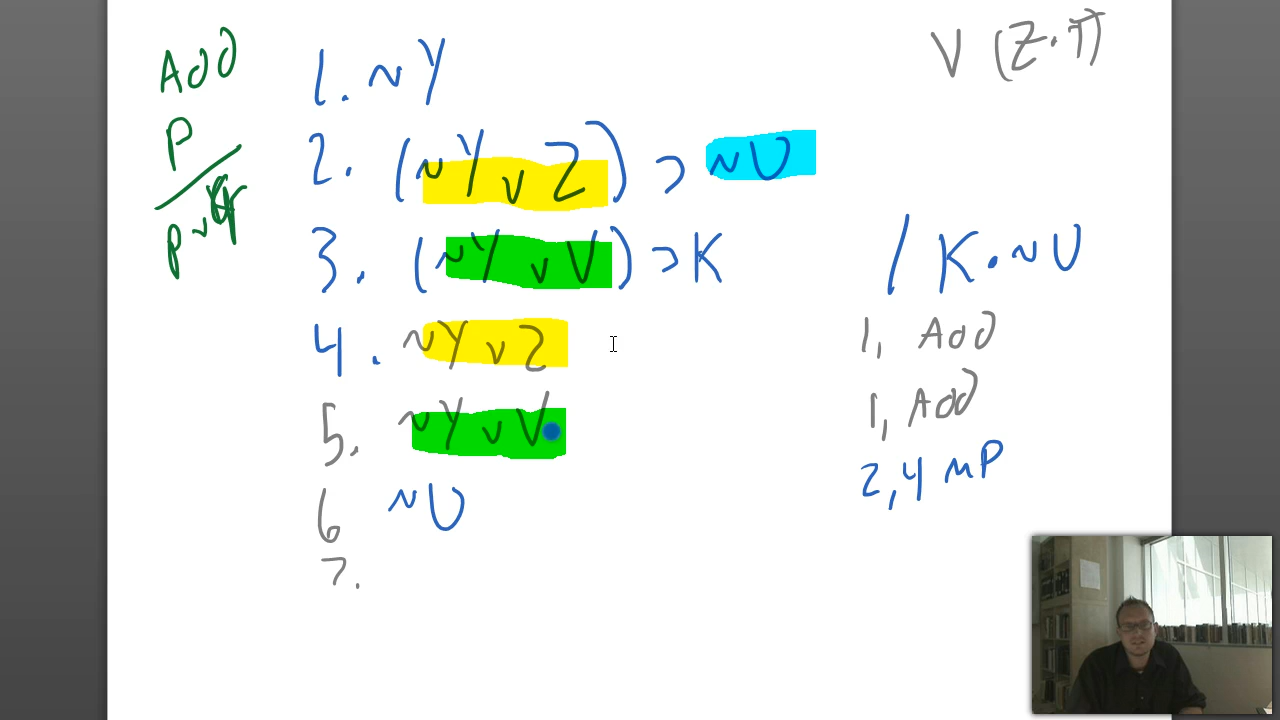 Add
P
P v q
V (Z · T)
1. ~Y
2. (~Y v Z) ⊃ ~U
3. (~Y v V) ⊃ K / K · ~U
4. ~Y v Z 1, Add
5. ~Y v V 1, Add
6 ~U 2, 4 MP
7.